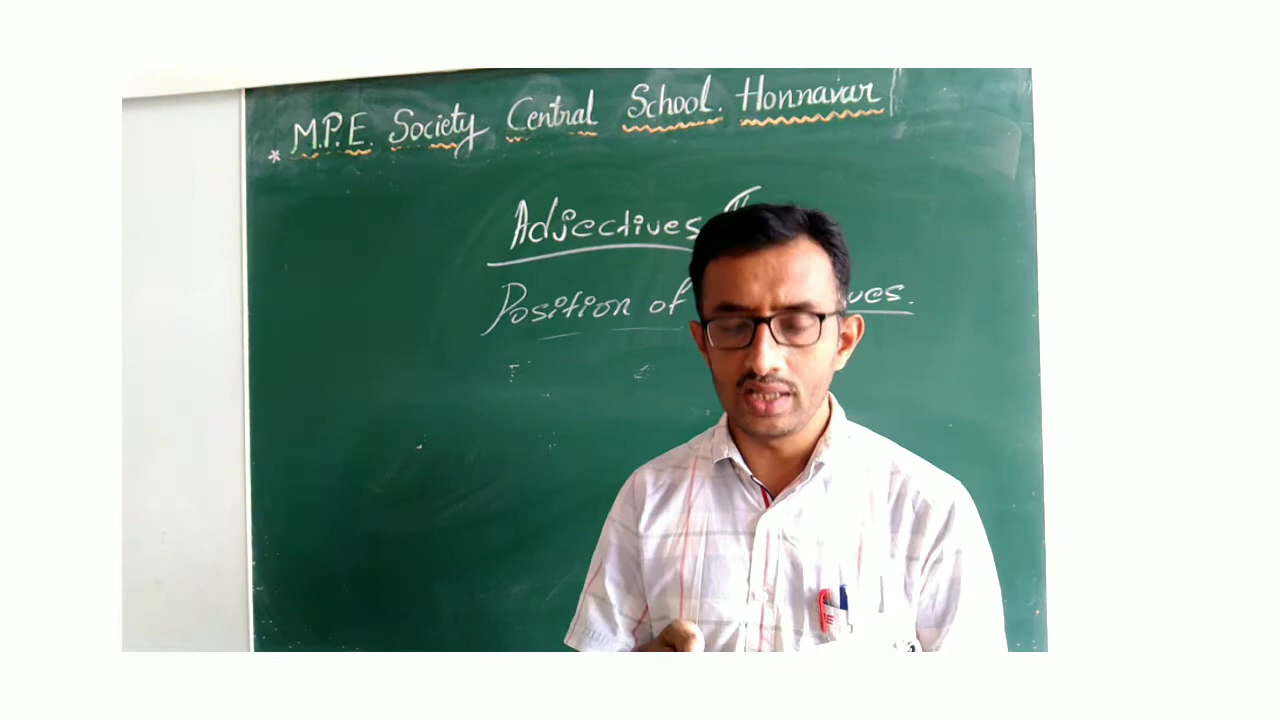 * M.P.E. Society Central School. Honnavar
Adjectives
Position of